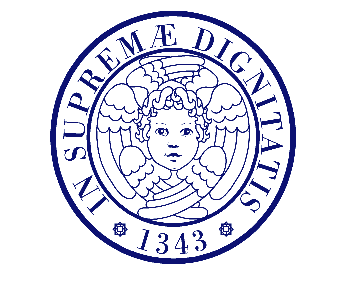 IN SUPREMÆ DIGNITATIS
1343